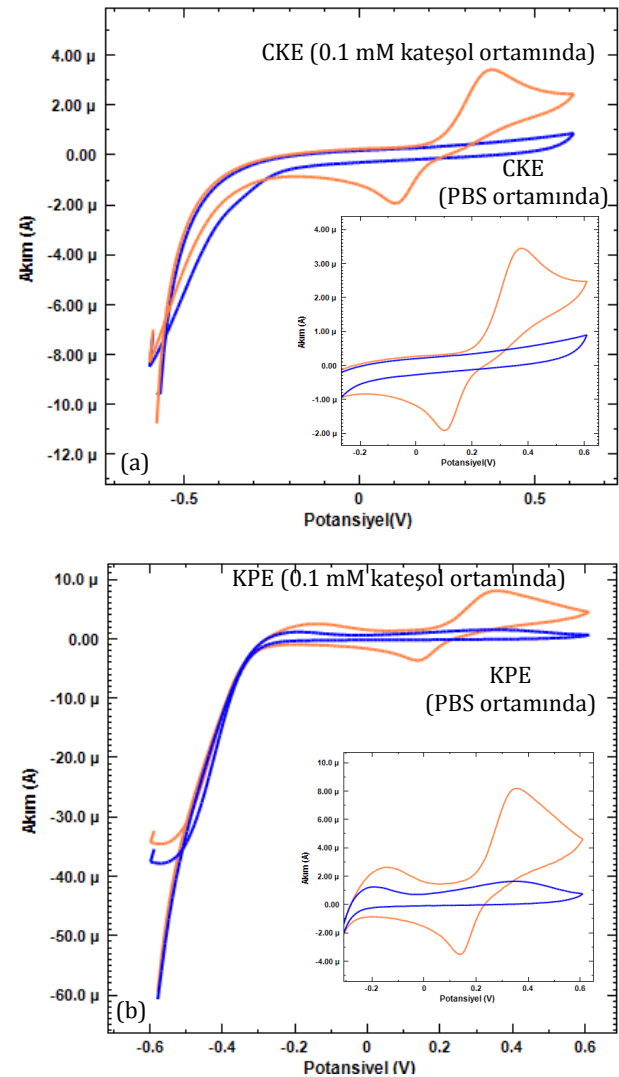 4.00 µ
2.00 µ
0.00
-2.00 µ
-4.00 µ
-6.00 µ
-8.00 µ
-10.0 µ
-12.0 µ
Akım (A)
CKE (0.1 mM kateşol ortamında)
CKE
(PBS ortamında)
4.00 µ
3.00 µ
2.00 µ
1.00 µ
0.00
-1.00 µ
-2.00 µ
Akım (A)
-0.2
0
0.2
0.4
0.6
Potansiyel(V)
(a)
-0.5
0
0.5
Potansiyel(V)
10.0 µ
0.00
-10.0 µ
-20.0 µ
-30.0 µ
-40.0 µ
-50.0 µ
-60.0 µ
Akım (A)
KPE (0.1 mM kateşol ortamında)
KPE
(PBS ortamında)
10.0 µ
8.00 µ
4.00 µ
2.00 µ
0.00
-2.00 µ
-4.00 µ
Akım (A)
-0.2
0
0.2
0.4
0.6
Potansiyel (V)
(b)
-0.6
-0.4
-0.2
0
0.2
0.4
0.6
Potansiyel (V)